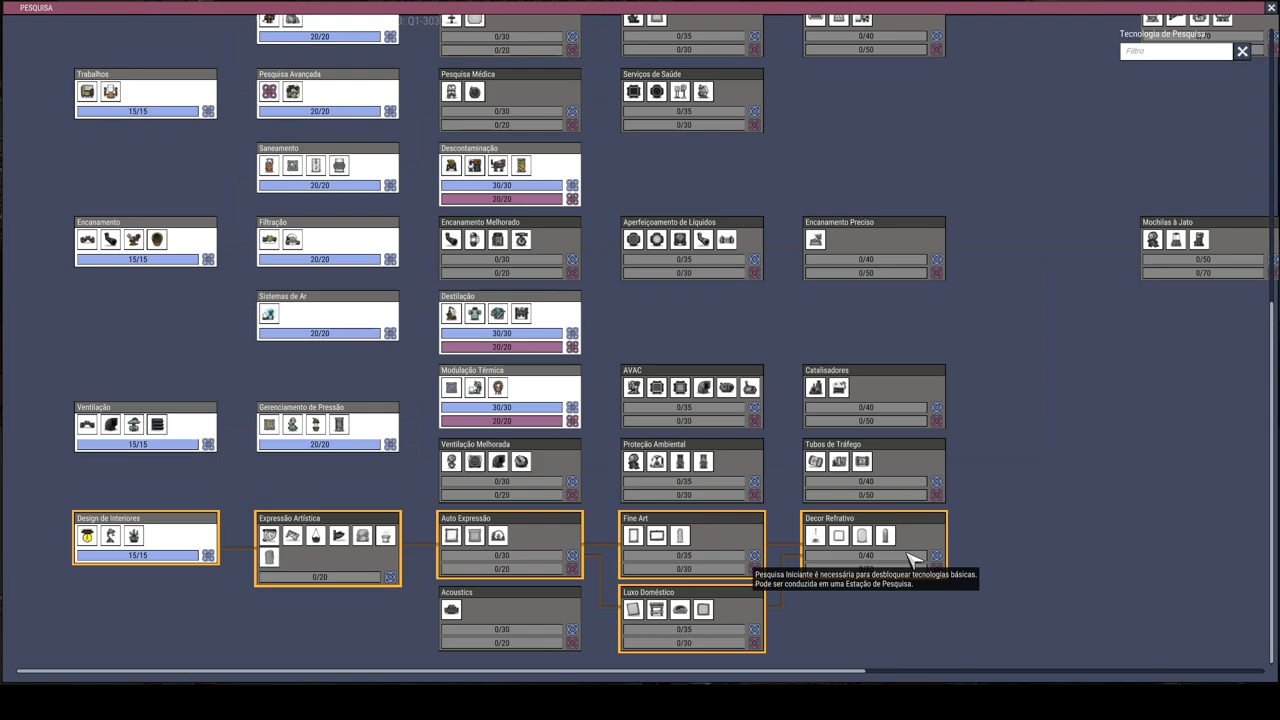 PESQUISA
D: Q1-303
Tecnologia de Pesquisa
Filtro
20/20
0/30
0/20
0/35
0/30
0/40
0/50
Trabalhos
15/15
Pesquisa Avançada
20/20
Pesquisa Médica
0/30
0/20
Serviços de Saúde
0/35
0/30
Saneamento
20/20
Descontaminação
30/30
20/20
Encanamento
15/15
Filtração
20/20
Encanamento Melhorado
0/30
0/20
Aperfeiçoamento de Líquidos
0/35
0/30
Encanamento Preciso
0/40
0/50
Mochilas à Jato
0/50
0/70
Sistemas de Ar
20/20
Destilação
30/30
20/20
Modulação Térmica
30/30
20/20
AVAC
0/35
0/30
Catalisadores
0/40
0/50
Ventilação
15/15
Gerenciamento de Pressão
20/20
Ventilação Melhorada
0/30
0/20
Proteção Ambiental
0/35
0/30
Tubos de Tráfego
0/40
0/50
Design de Interiores
15/15
Expressão Artística
0/20
Auto Expressão
0/30
0/20
Fine Art
0/35
0/30
Decor Refrativo
0/40
Pesquisa Iniciante é necessária para desbloquear tecnologias básicas.
Pode ser conduzida em uma Estação de Pesquisa.
Acoustics
0/30
0/20
Luxo Doméstico
0/35
0/30